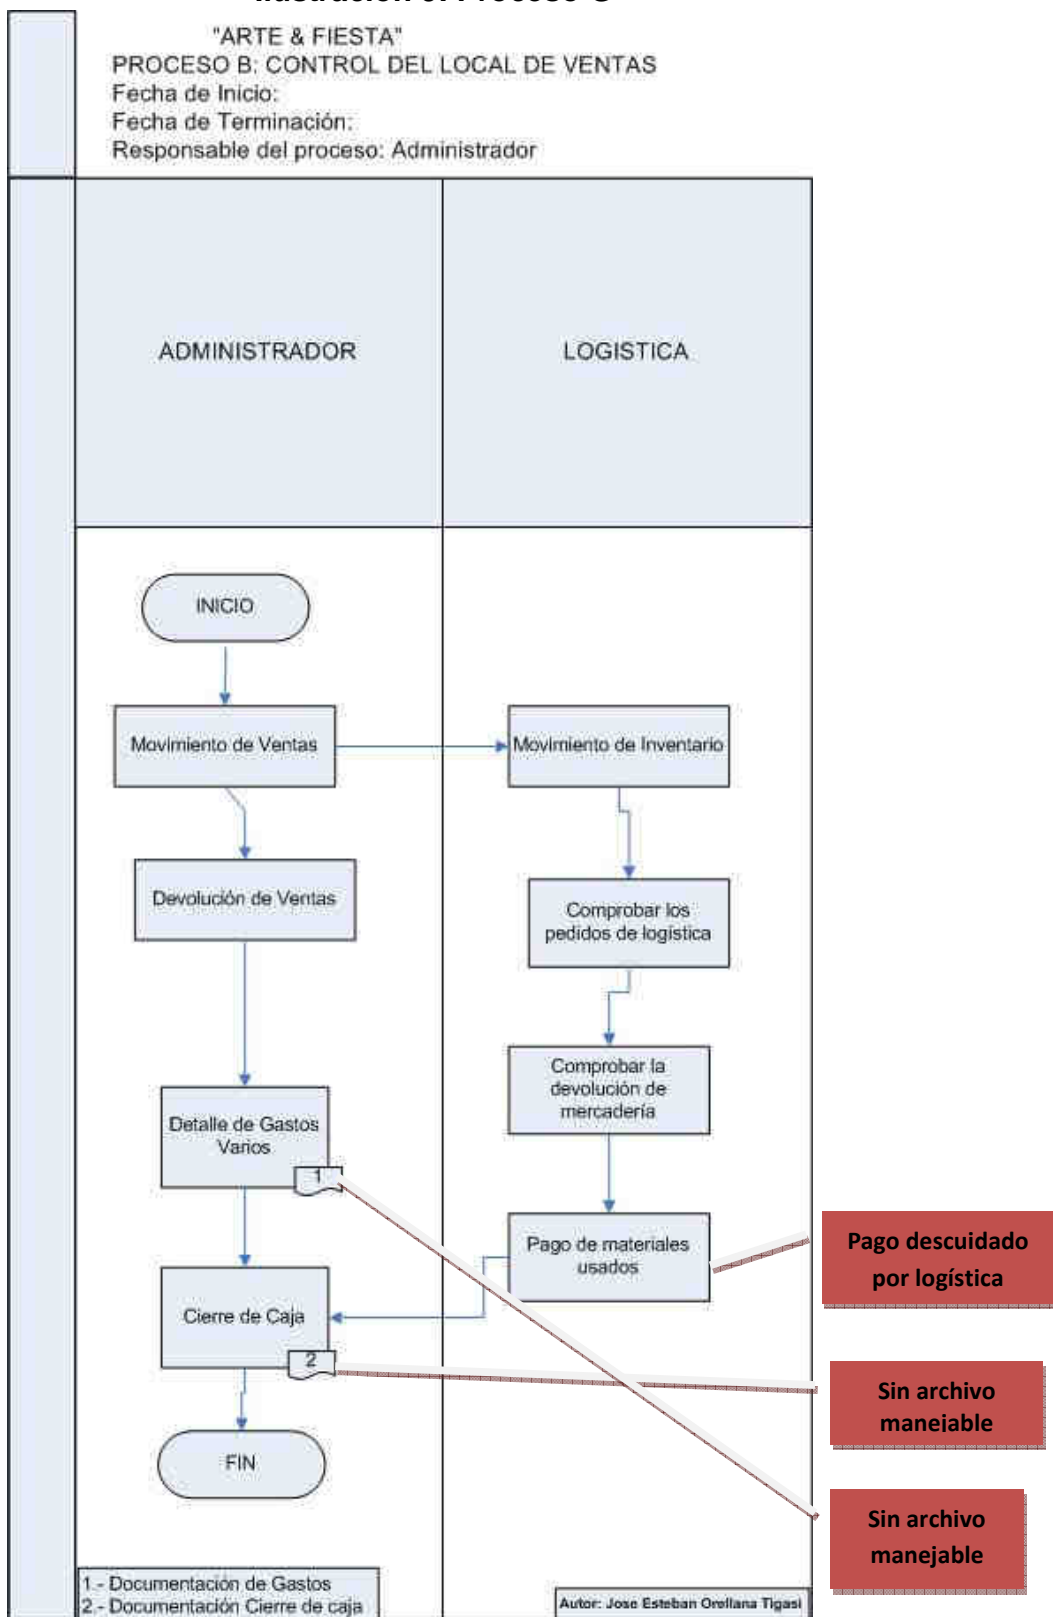 "ARTE & FIESTA"
PROCESO B: CONTROL DEL LOCAL DE VENTAS
Fecha de Inicio:
Fecha de Terminación:
Responsable del proceso: Administrador
ADMINISTRADOR
LOGISTICA
INICIO
Movimiento de Ventas
Movimiento de Inventario
Devolución de Ventas
Comprobar los
pedidos de logística
Comprobar la
devolución de
mercadería
Detalle de Gastos
Varios
1
Pago de materiales
usados
Pago descuidado
por logística
Cierre de Caja
2
Sin archivo
manejable
FIN
Sin archivo
manejable
1.- Documentación de Gastos
2.- Documentación Cierre de caja
Autor: Jose Esteban Orellana Tigasi